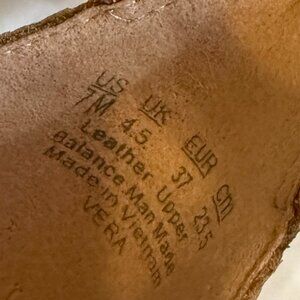 US UK EUR cm
7M 4.5 37 23.5
Leather Upper
Balance Man Made
Made in Vietnam
VERA